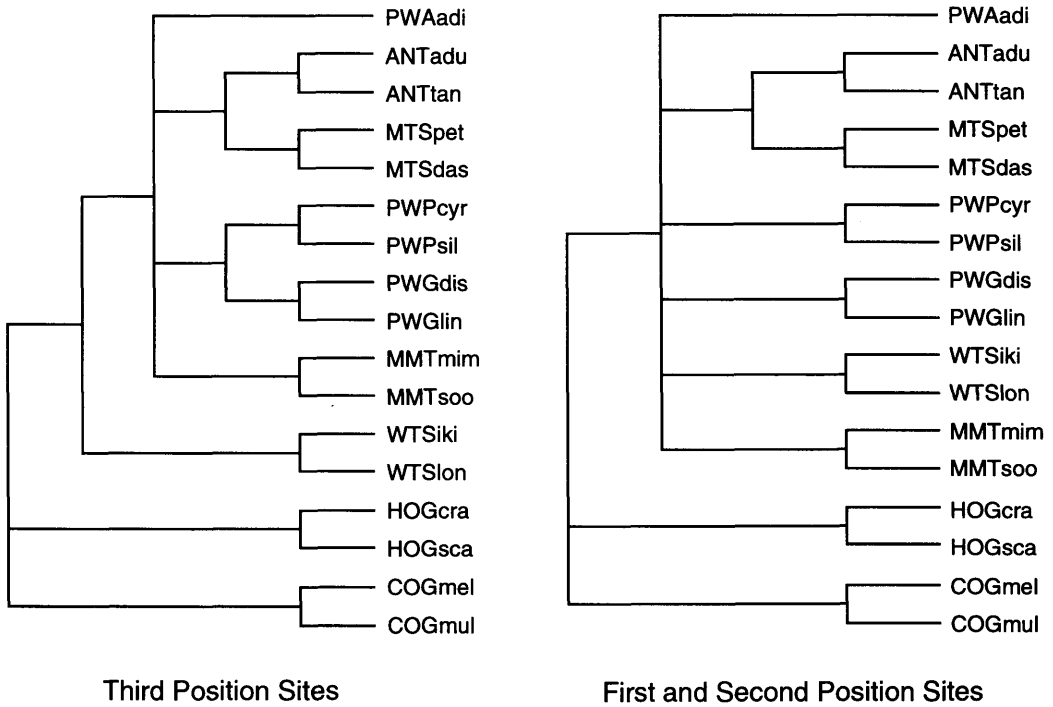 PWAadi
ANTadu
ANTtan
MTSpet
MTSdas
PWPcyr
PWPsil
PWGdis
PWGlin
MMTmim
MMTsoo
WTSiki
WTSlon
HOGcra
HOGsca
COGmel
COGmul
Third Position Sites
PWAadi
ANTadu
ANTtan
MTSpet
MTSdas
PWPcyr
PWPsil
PWGdis
PWGlin
WTSiki
WTSlon
MMTmim
MMTsoo
HOGcra
HOGsca
COGmel
COGmul
First and Second Position Sites